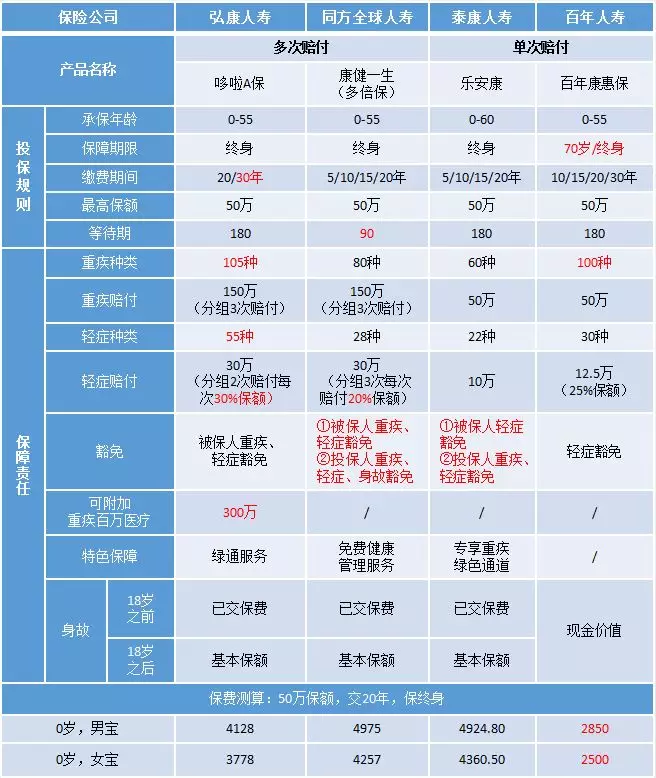 保险公司 弘康人寿 同方全球人寿 泰康人寿 百年人寿
产品名称 多次赔付 单次赔付
哆啦A保 康健一生
（多倍保） 乐安康 百年康惠保
投保规则
承保年龄 0-55 0-55 0-60 0-55
保障期限 终身 终身 终身 70岁/终身
缴费期间 20/30年 5/10/15/20年 5/10/15/20年 10/15/20/30年
最高保额 50万 50万 50万 50万
等待期 180 90 180 180
保障责任
重疾种类 105种 80种 60种 100种
重疾赔付 150万
（分组3次赔付） 150万
（分组3次赔付） 50万 50万
轻症种类 55种 28种 22种 30种
轻症赔付 30万
（分组2次赔付每
次30%保额） 30万
（分组3次每次
赔付20%保额） 10万 12.5万
（25%保额）
豁免 被保人重疾、
轻症豁免 ①被保人重疾、
轻症豁免
②投保人重疾、
轻症、身故豁免 ①被保人轻症
豁免
②投保人重疾、
轻症豁免 轻症豁免
可附加
重疾百万医疗 300万 / / /
特色保障 绿通服务 免费健康
管理服务 专享重疾
绿色通道 /
身故 18岁
之前 已交保费 已交保费 已交保费 现金价值
18岁
之后 基本保额 基本保额 基本保额
保费测算：50万保额，交20年，保终身
0岁，男宝 4128 4975 4924.80 2850
0岁，女宝 3778 4257 4360.50 2500